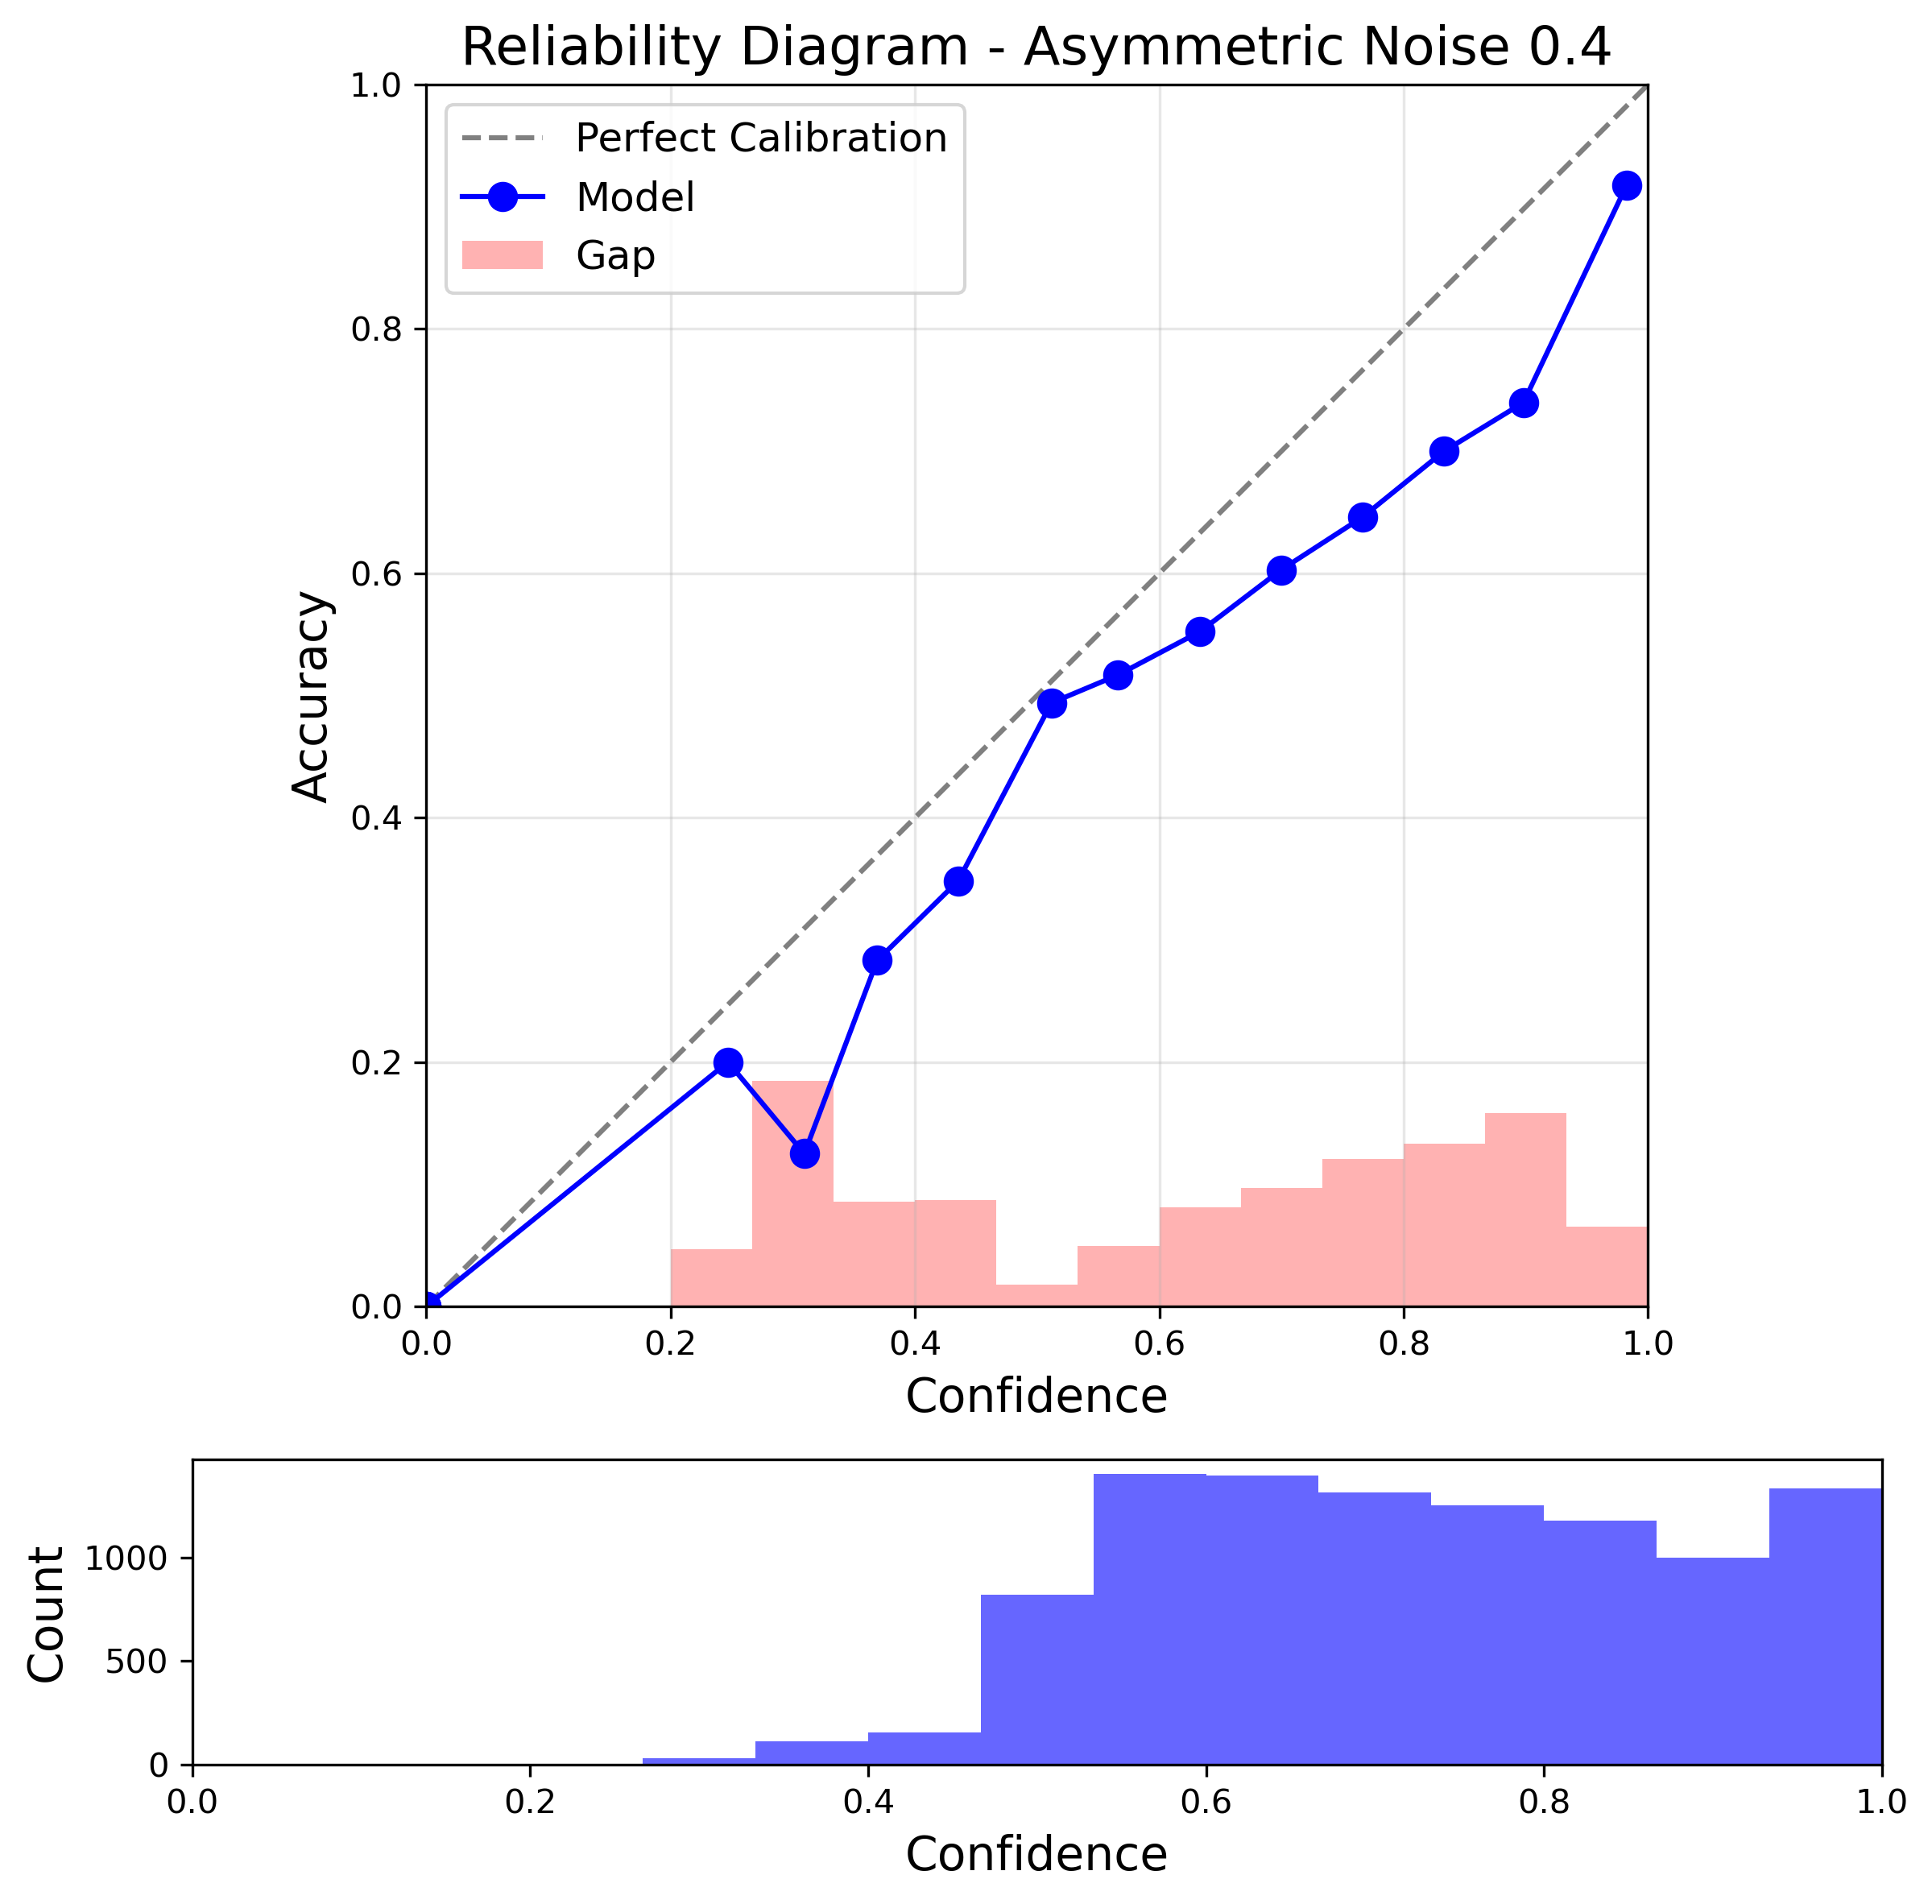 Reliability Diagram - Asymmetric Noise 0.4
Perfect Calibration
Model
Gap
Accuracy
1.0
0.8
0.6
0.4
0.2
0.0
0.0 0.2 0.4 0.6 0.8 1.0
Confidence
Count
1000
500
0
0.0 0.2 0.4 0.6 0.8 1.0
Confidence